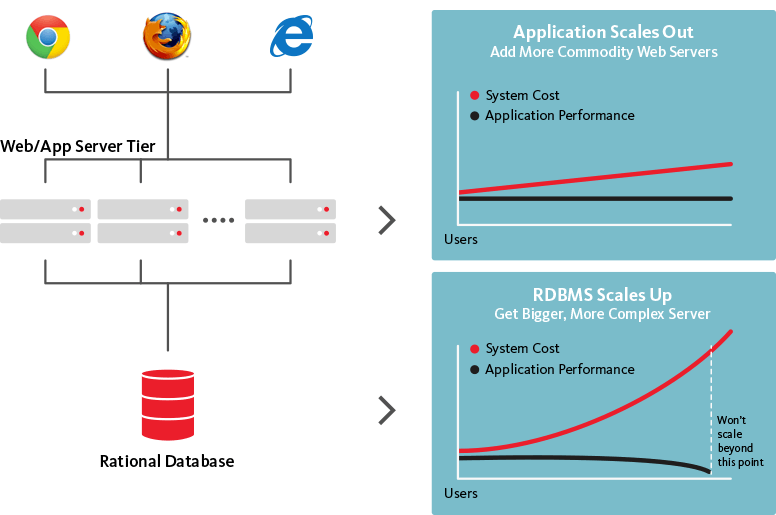 Web/App Server Tier
Rational Database
Application Scales Out
Add More Commodity Web Servers
System Cost
Application Performance
Users
RDBMS Scales Up
Get Bigger, More Complex Server
System Cost
Application Performance
Won't
scale
beyond
this point
Users